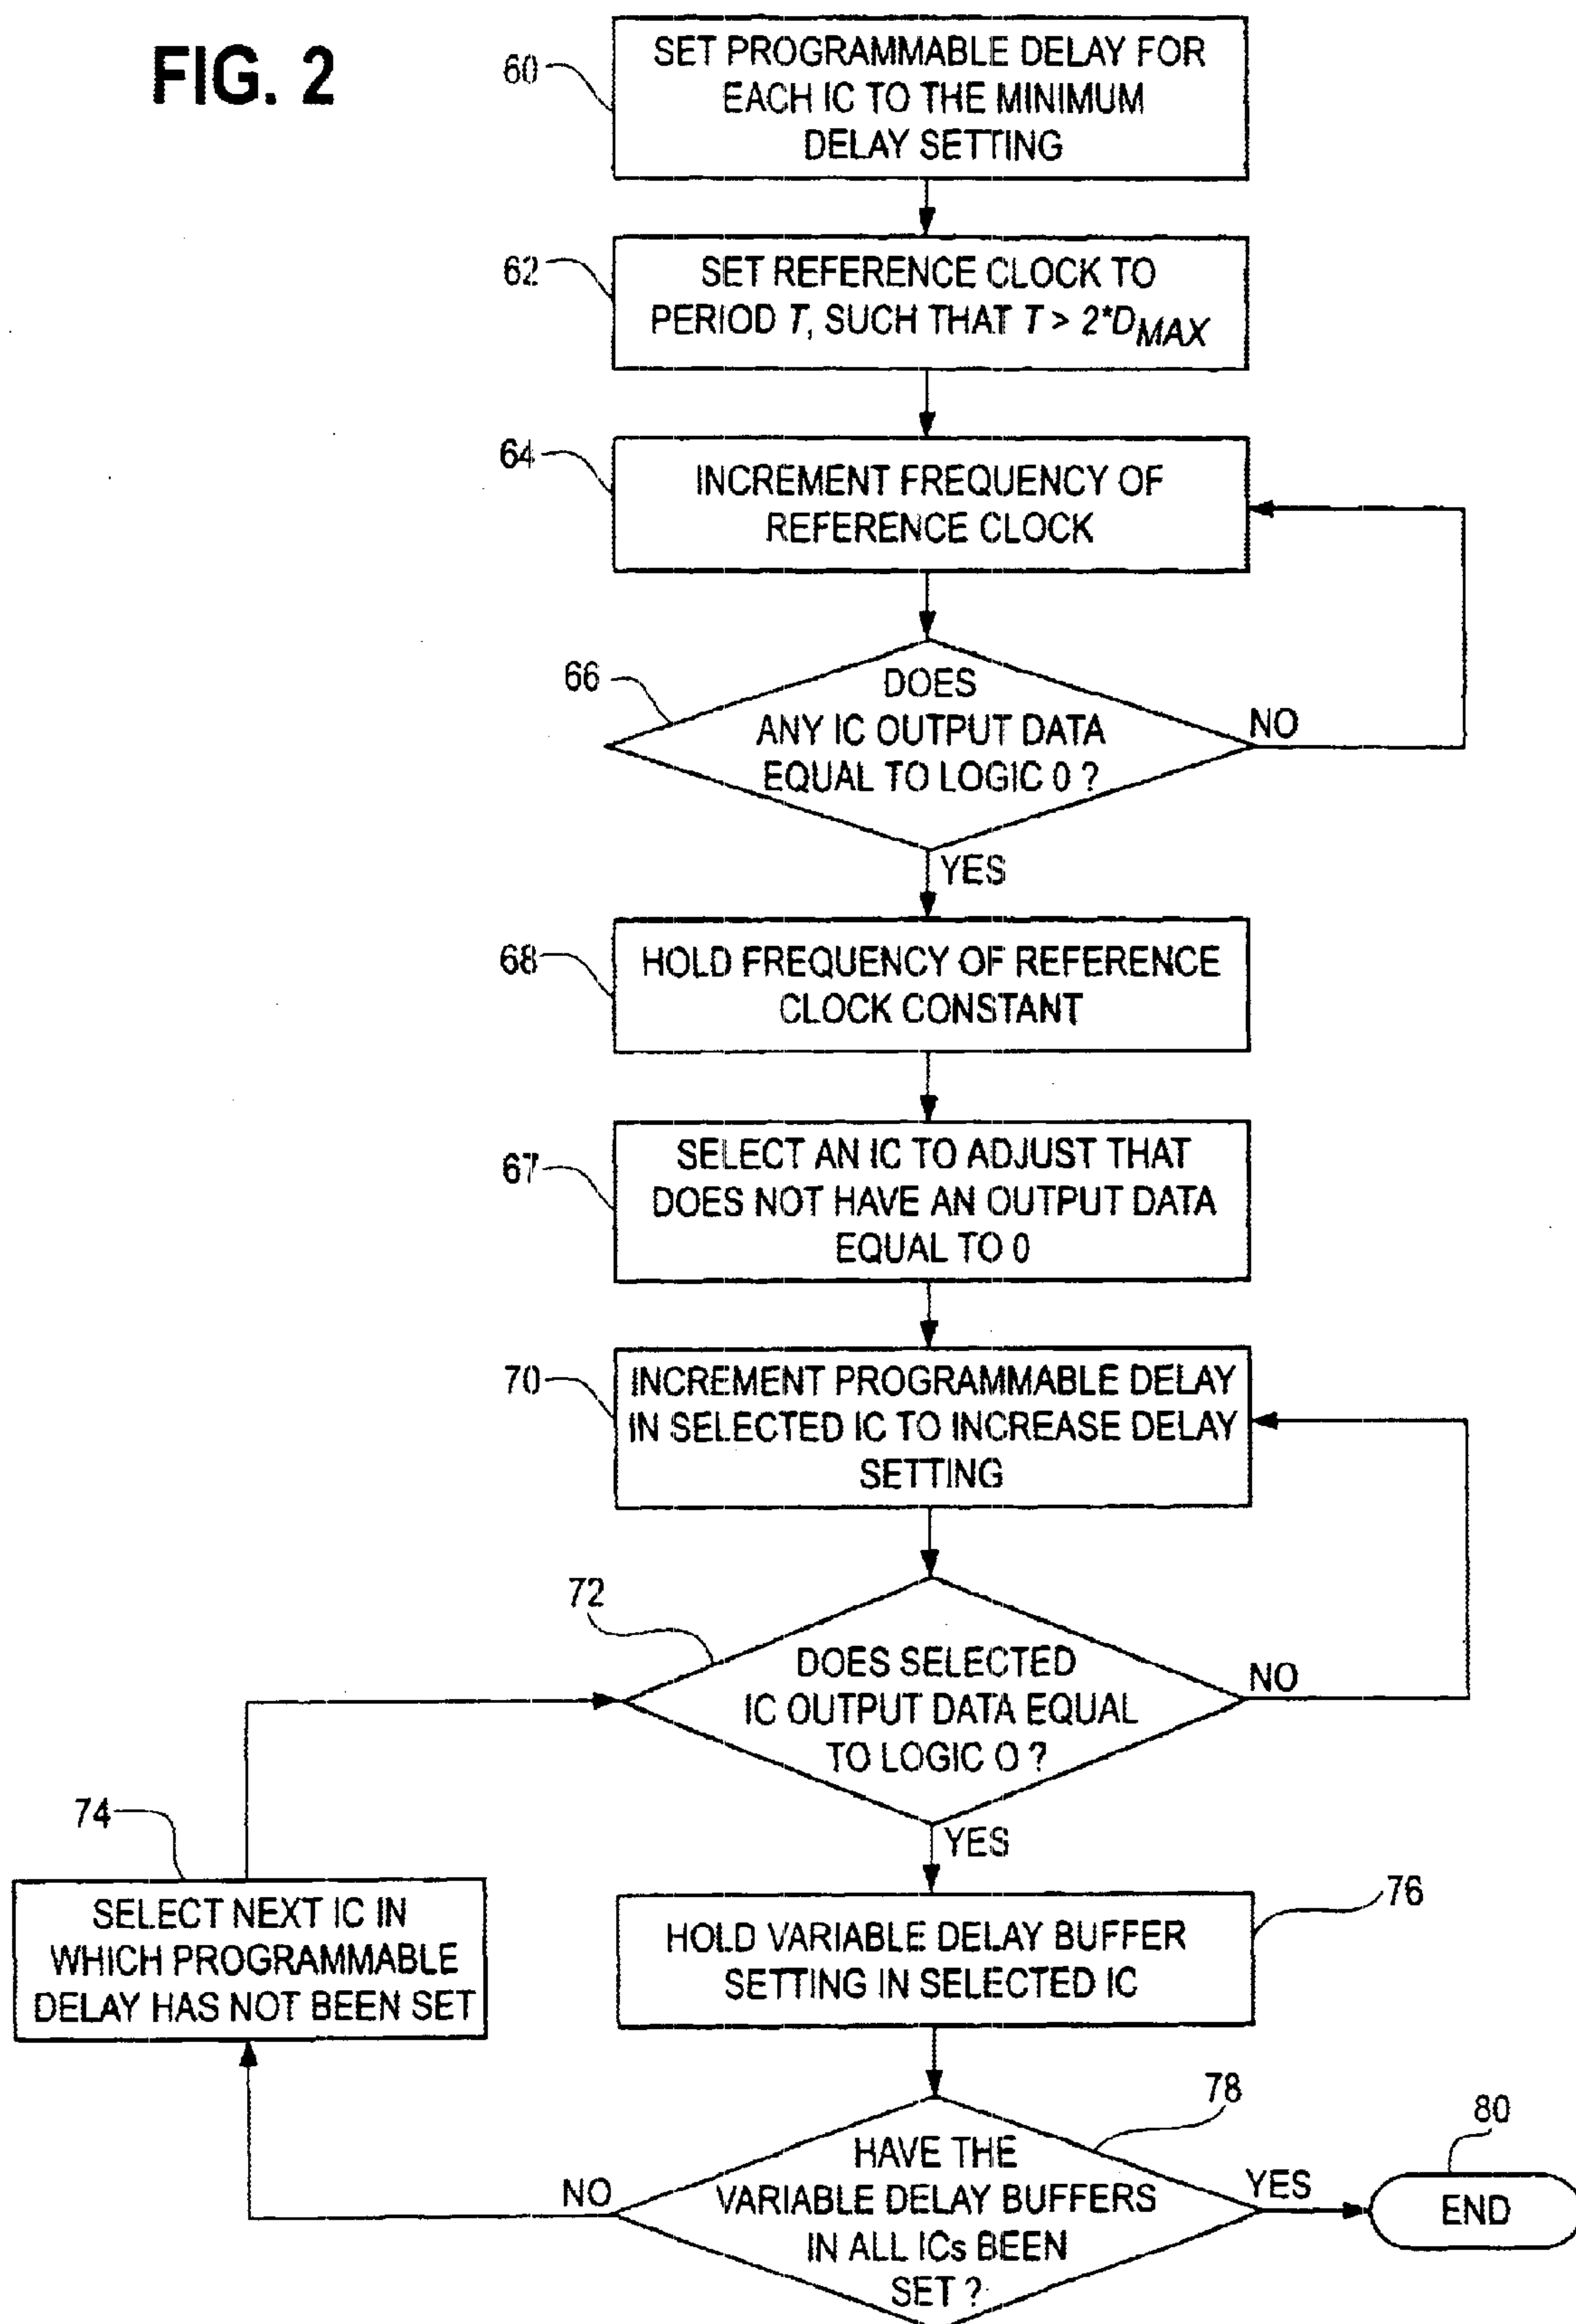 FIG. 2
60
SET PROGRAMMABLE DELAY FOR
EACH IC TO THE MINIMUM
DELAY SETTING
62
SET REFERENCE CLOCK TO
PERIOD T, SUCH THAT T > 2*DMAX
64
INCREMENT FREQUENCY OF
REFERENCE CLOCK
66
DOES
ANY IC OUTPUT DATA
EQUAL TO LOGIC 0 ?
NO
YES
68
HOLD FREQUENCY OF REFERENCE
CLOCK CONSTANT
67
SELECT AN IC TO ADJUST THAT
DOES NOT HAVE AN OUTPUT DATA
EQUAL TO 0
70
INCREMENT PROGRAMMABLE DELAY
IN SELECTED IC TO INCREASE DELAY
SETTING
72
DOES SELECTED
IC OUTPUT DATA EQUAL
TO LOGIC O ?
NO
YES
74
SELECT NEXT IC IN
WHICH PROGRAMMABLE
DELAY HAS NOT BEEN SET
76
HOLD VARIABLE DELAY BUFFER
SETTING IN SELECTED IC
78
HAVE THE
VARIABLE DELAY BUFFERS
IN ALL ICs BEEN
SET ?
NO
YES
80
END